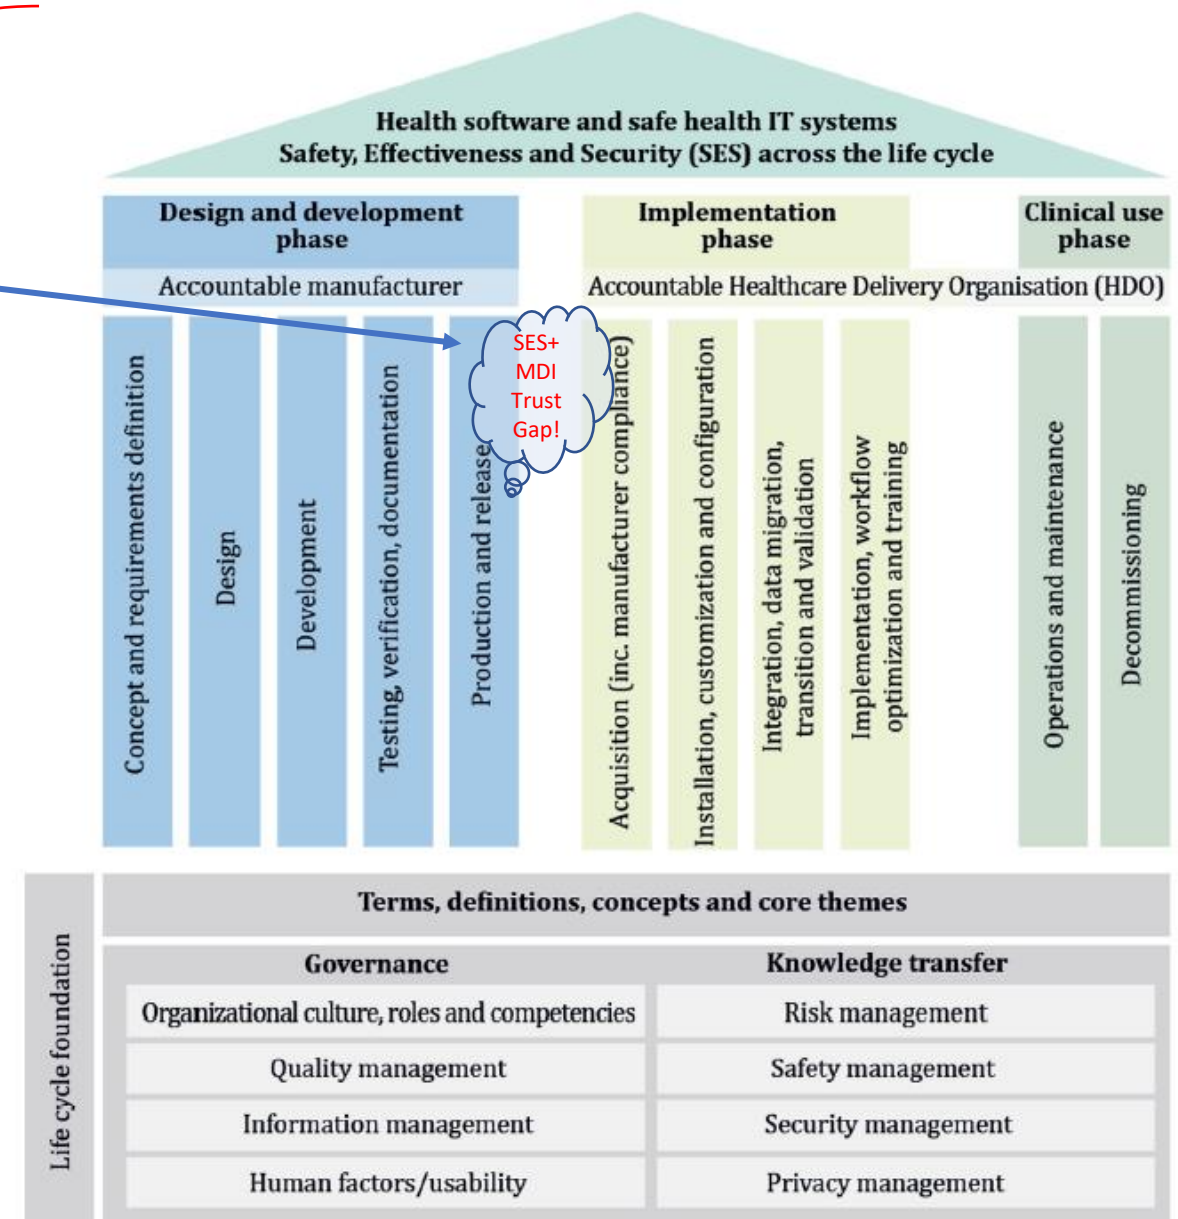 Health software and safe health IT systems
Safety, Effectiveness and Security (SES) across the life cycle
Design and development
phase
Implementation
phase
Clinical use
phase
Accountable manufacturer
Accountable Healthcare Delivery Organisation (HDO)
Concept and requirements definition
Design
Development
Testing, verification, documentation
Production and release
SES+
MDI
Trust
Gap!
Acquisition (inc. manufacturer compliance)
Installation, customization and configuration
Integration, data migration,
transition and validation
Implementation, workflow
optimization and training
Operations and maintenance
Decommissioning
Life cycle foundation
Terms, definitions, concepts and core themes
Governance
Organizational culture, roles and competencies
Quality management
Information management
Human factors/usability
Knowledge transfer
Risk management
Safety management
Security management
Privacy management